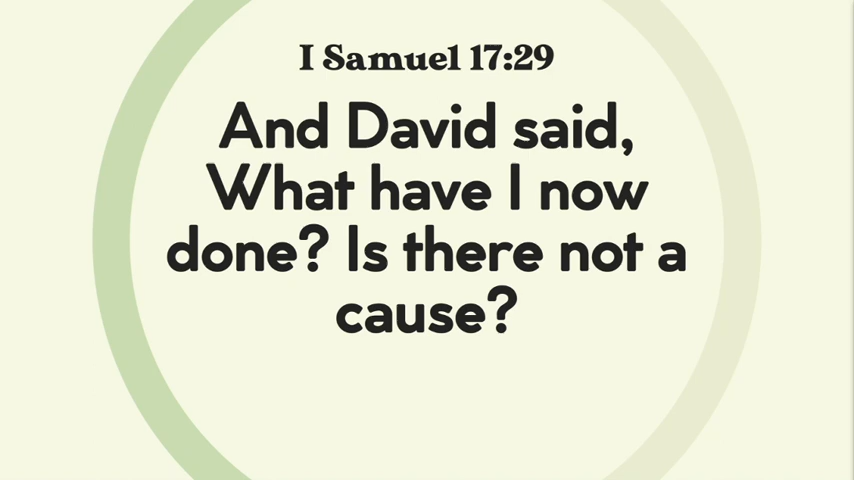 I Samuel 17:29
And David said,
What have I now
done? Is there not a
cause?